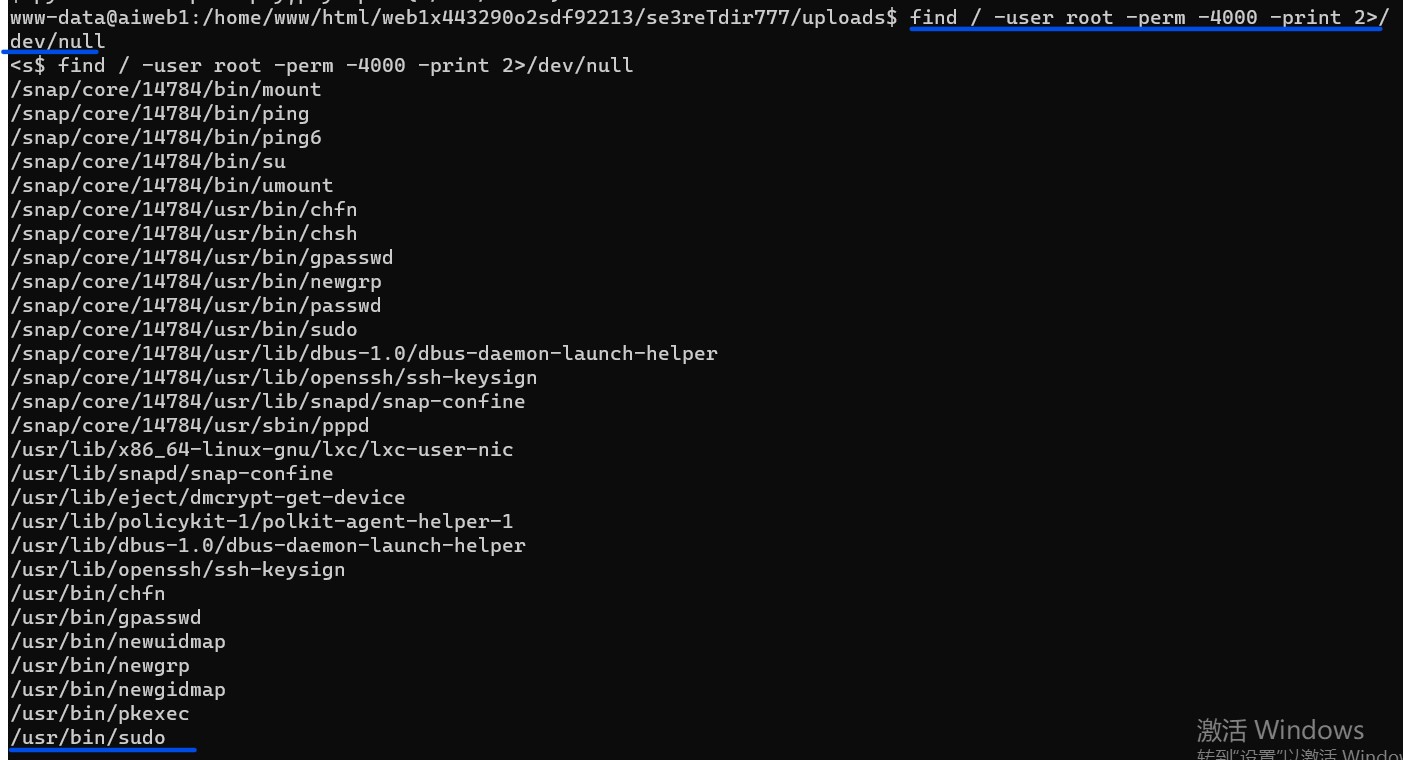 www-data@aiweb1:/home/www/html/web1x443290o2sdf92213/se3reTdir777/uploads$ find / -user root -perm -4000 -print 2>/
dev/null
<s$ find / -user root -perm -4000 -print 2>/dev/null
/snap/core/14784/bin/mount
/snap/core/14784/bin/ping
/snap/core/14784/bin/ping6
/snap/core/14784/bin/su
/snap/core/14784/bin/umount
/snap/core/14784/usr/bin/chfn
/snap/core/14784/usr/bin/chsh
/snap/core/14784/usr/bin/gpasswd
/snap/core/14784/usr/bin/newgrp
/snap/core/14784/usr/bin/passwd
/snap/core/14784/usr/bin/sudo
/snap/core/14784/usr/lib/dbus-1.0/dbus-daemon-launch-helper
/snap/core/14784/usr/lib/openssh/ssh-keysign
/snap/core/14784/usr/lib/snapd/snap-confine
/snap/core/14784/usr/sbin/pppd
/usr/lib/x86_64-linux-gnu/lxc/lxc-user-nic
/usr/lib/snapd/snap-confine
/usr/lib/eject/dmcrypt-get-device
/usr/lib/policykit-1/polkit-agent-helper-1
/usr/lib/dbus-1.0/dbus-daemon-launch-helper
/usr/lib/openssh/ssh-keysign
/usr/bin/chfn
/usr/bin/gpasswd
/usr/bin/newuidmap
/usr/bin/newgrp
/usr/bin/newgidmap
/usr/bin/pkexec
/usr/bin/sudo
激活 Windows
转到“设置”以激活 Windo